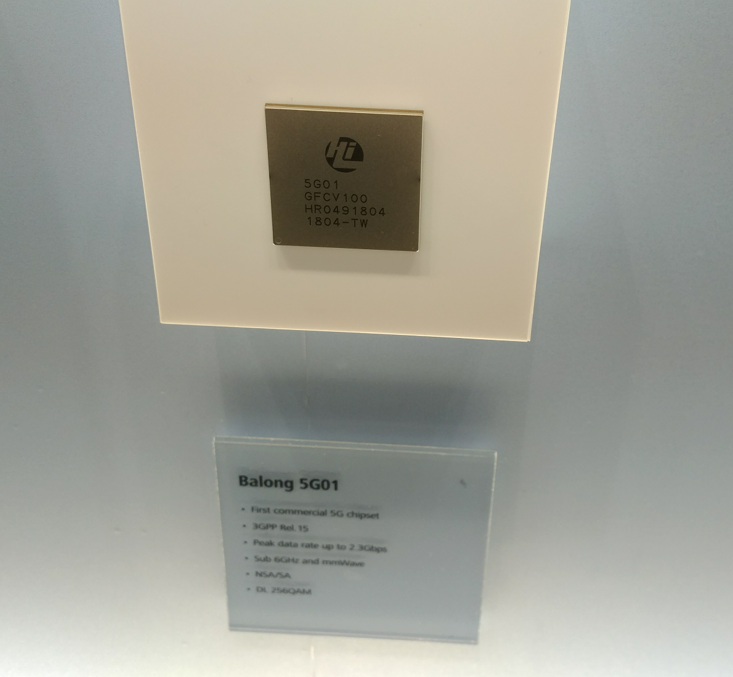 Hi
5G01
GFCV100
HR0491804
1804-TW
Balong 5G01
• First commercial 5G chipset
• 3GPP Rel. 15
• Peak data rate up to 2.3Gbps
• Sub 6GHz and mmWave
• NSA/SA
• DL 256QAM